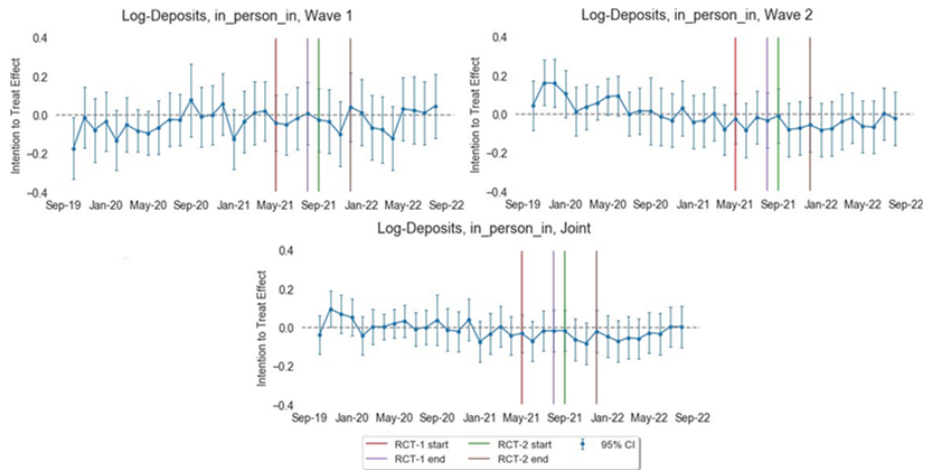 Log-Deposits, in_person_in, Wave 1
Intention to Treat Effect
0.4
0.2
0.0
−0.2
−0.4
Sep-19 Jan-20 May-20 Sep-20 Jan-21 May-21 Sep-21 Jan-22 May-22 Sep-22
Log-Deposits, in_person_in, Wave 2
Intention to Treat Effect
0.4
0.2
0.0
−0.2
−0.4
Sep-19 Jan-20 May-20 Sep-20 Jan-21 May-21 Sep-21 Jan-22 May-22 Sep-22
Log-Deposits, in_person_in, Joint
Intention to Treat Effect
0.4
0.2
0.0
−0.2
−0.4
Sep-19 Jan-20 May-20 Sep-20 Jan-21 May-21 Sep-21 Jan-22 May-22 Sep-22
RCT-1 start RCT-2 start 95% CI
RCT-1 end RCT-2 end